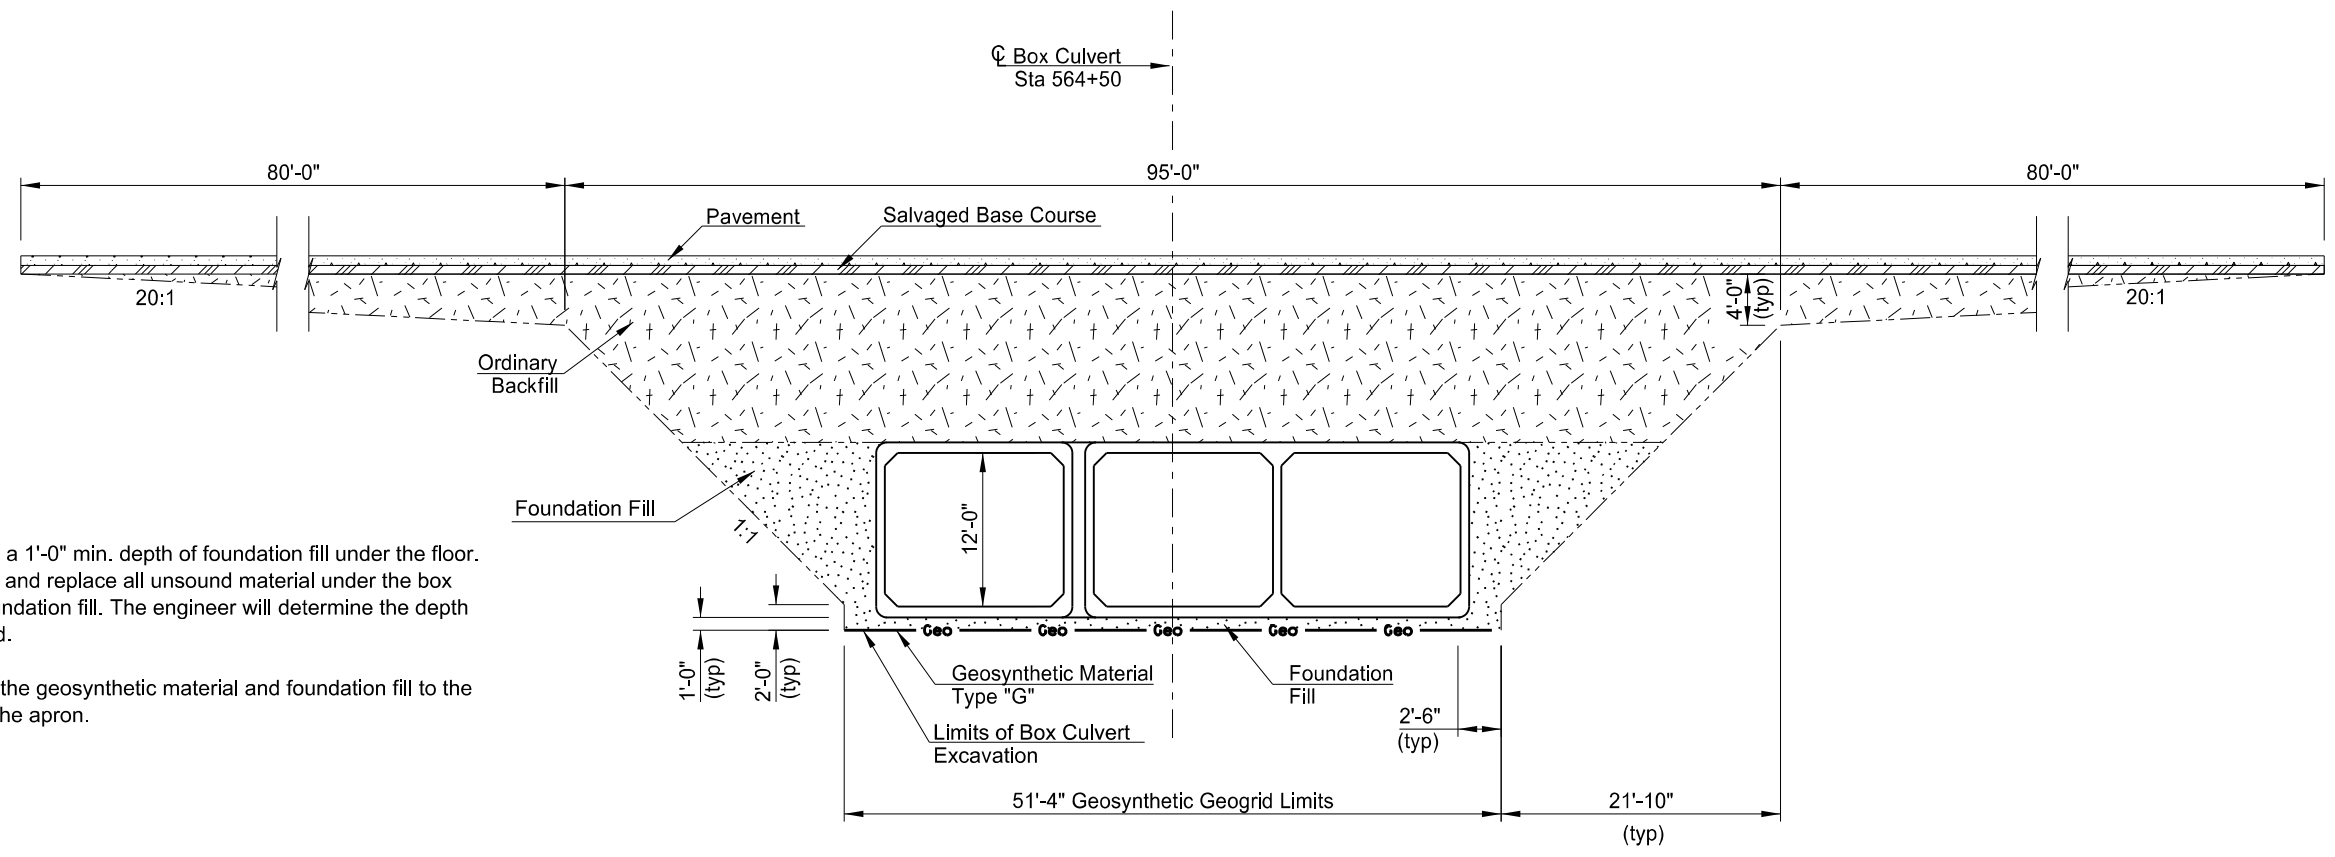 ℄ Box Culvert
Sta 564+50
80'-0"
95'-0"
80'-0"
Pavement
Salvaged Base Course
20:1
4'-0"
(typ)
20:1
Ordinary
Backfill
Foundation Fill
1:1
12'-0"
a 1'-0" min. depth of foundation fill under the floor.
and replace all unsound material under the box
ndation fill. The engineer will determine the depth
d.
the geosynthetic material and foundation fill to the
he apron.
Geo Geo Geo Geo Geo
1'-0"
(typ)
2'-0"
(typ)
Geosynthetic Material
Type "G"
Foundation
Fill
Limits of Box Culvert
Excavation
2'-6"
(typ)
51'-4" Geosynthetic Geogrid Limits
21'-10"
(typ)